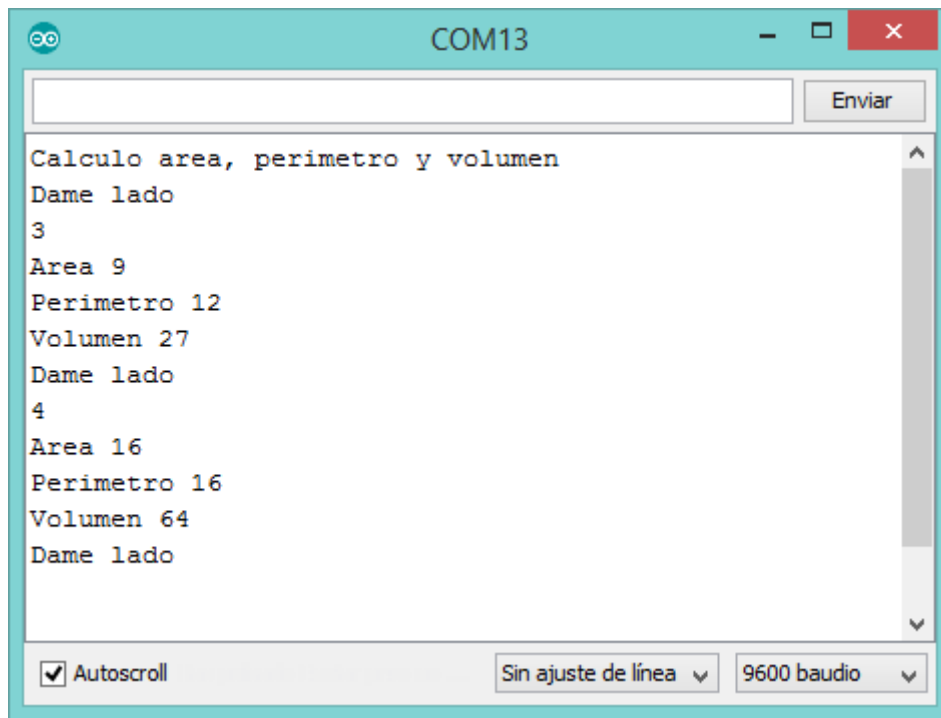 COM13
Enviar
Calculo area, perimetro y volumen
Dame lado
3
Area 9
Perimetro 12
Volumen 27
Dame lado
4
Area 16
Perimetro 16
Volumen 64
Dame lado
Autoscroll
Sin ajuste de línea
9600 baudio